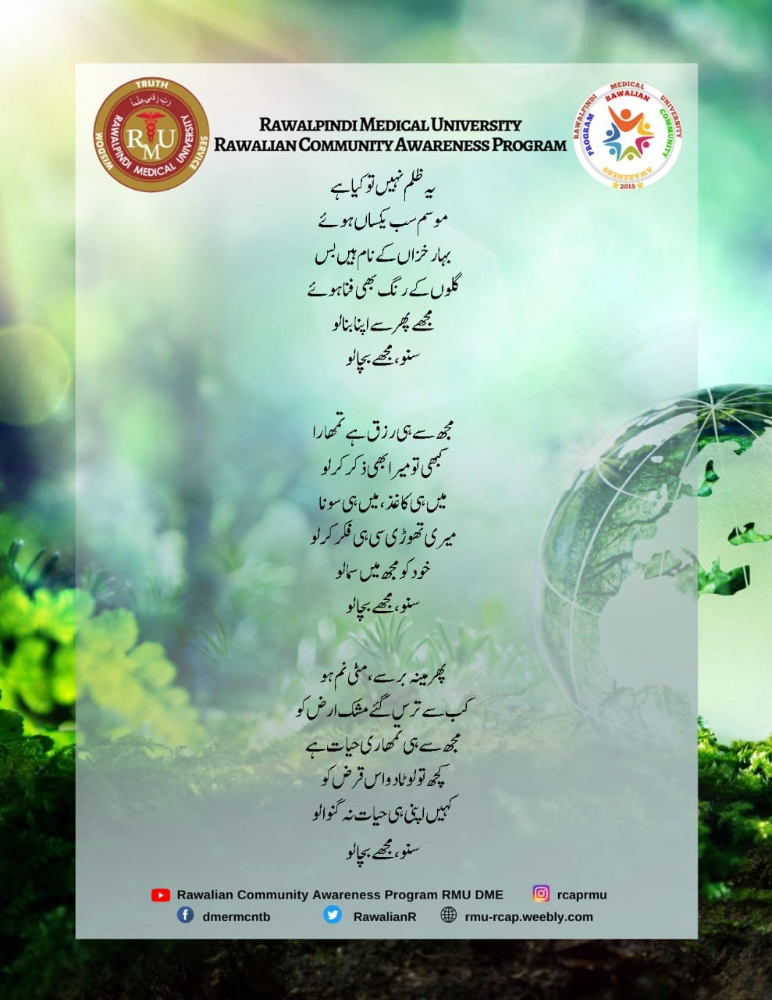 TRUTH
رَبِّ زِدْنِي عِلْمًا
RAWALPINDI MEDICAL UNIVERSITY
RMU
WISDOM
SERVICE
RAWALPINDI MEDICAL UNIVERSITY
RAWALIAN COMMUNITY AWARENESS PROGRAM
RAWALPINDI MEDICAL UNIVERSITY
RAWALIAN COMMUNITY AWARENESS PROGRAM
2015
یہ ظلم نہیں تو کیا ہے
موسم سب یکساں ہوئے
بہار خزاں کے نام ہیں بس
گلوں کے رنگ بھی فنا ہوئے
مجھے پھر سے اپنا بنا لو
سنو، مجھے بچا لو
مجھ سے ہی رزق ہے تمھارا
کبھی تو میرا بھی ذکر کر لو
میں ہی کاغذ، میں ہی سونا
میری تھوڑی سی ہی فکر کر لو
خود کو مجھ میں سما لو
سنو، مجھے بچا لو
پھر مینہ برسے، مٹی نم ہو
کب سے ترس گئے مشک ارض کو
مجھ سے ہی تمھاری حیات ہے
کچھ تو لوٹا دو اس قرض کو
کہیں اپنی ہی حیات نہ گنوا لو
سنو، مجھے بچا لو
Rawalian Community Awareness Program RMU DME
rcaprmu
dmermcntb
RawalianR
rmu-rcap.weebly.com